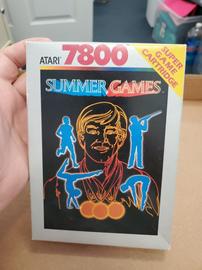 ATARI 7800
SUPER
GAME
CARTRIDGE
SUMMER GAMES